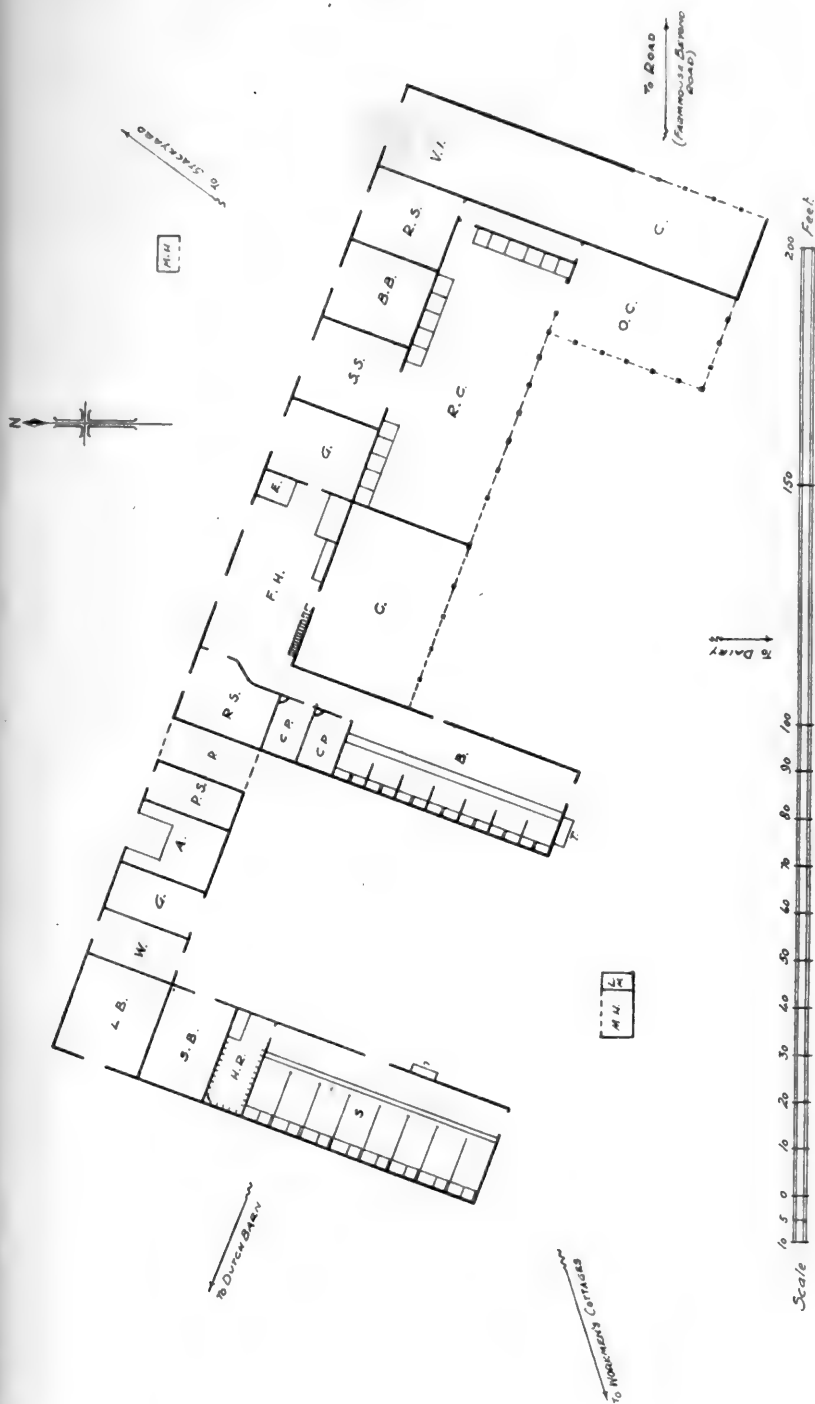 N
TO STACKYARD
M.H.
TO ROAD
(FARMHOUSE BEYOND
ROAD)
V.I.
R.S.
B.B.
S.S.
G.
E.
F.H.
R.C.
C.
O.C.
C.
R.S.
C.P.
C.P.
B.
T.
R
P.S.
A.
G.
W.
L.B.
S.B.
H.R.
S
T
M.H.
L
M
TO DAIRY
TO DUTCH BARN
TO WORKMEN'S COTTAGES
Scale
10 5 0 10 20 30 40 50 60 70 80 90 100 150 200 Feet.